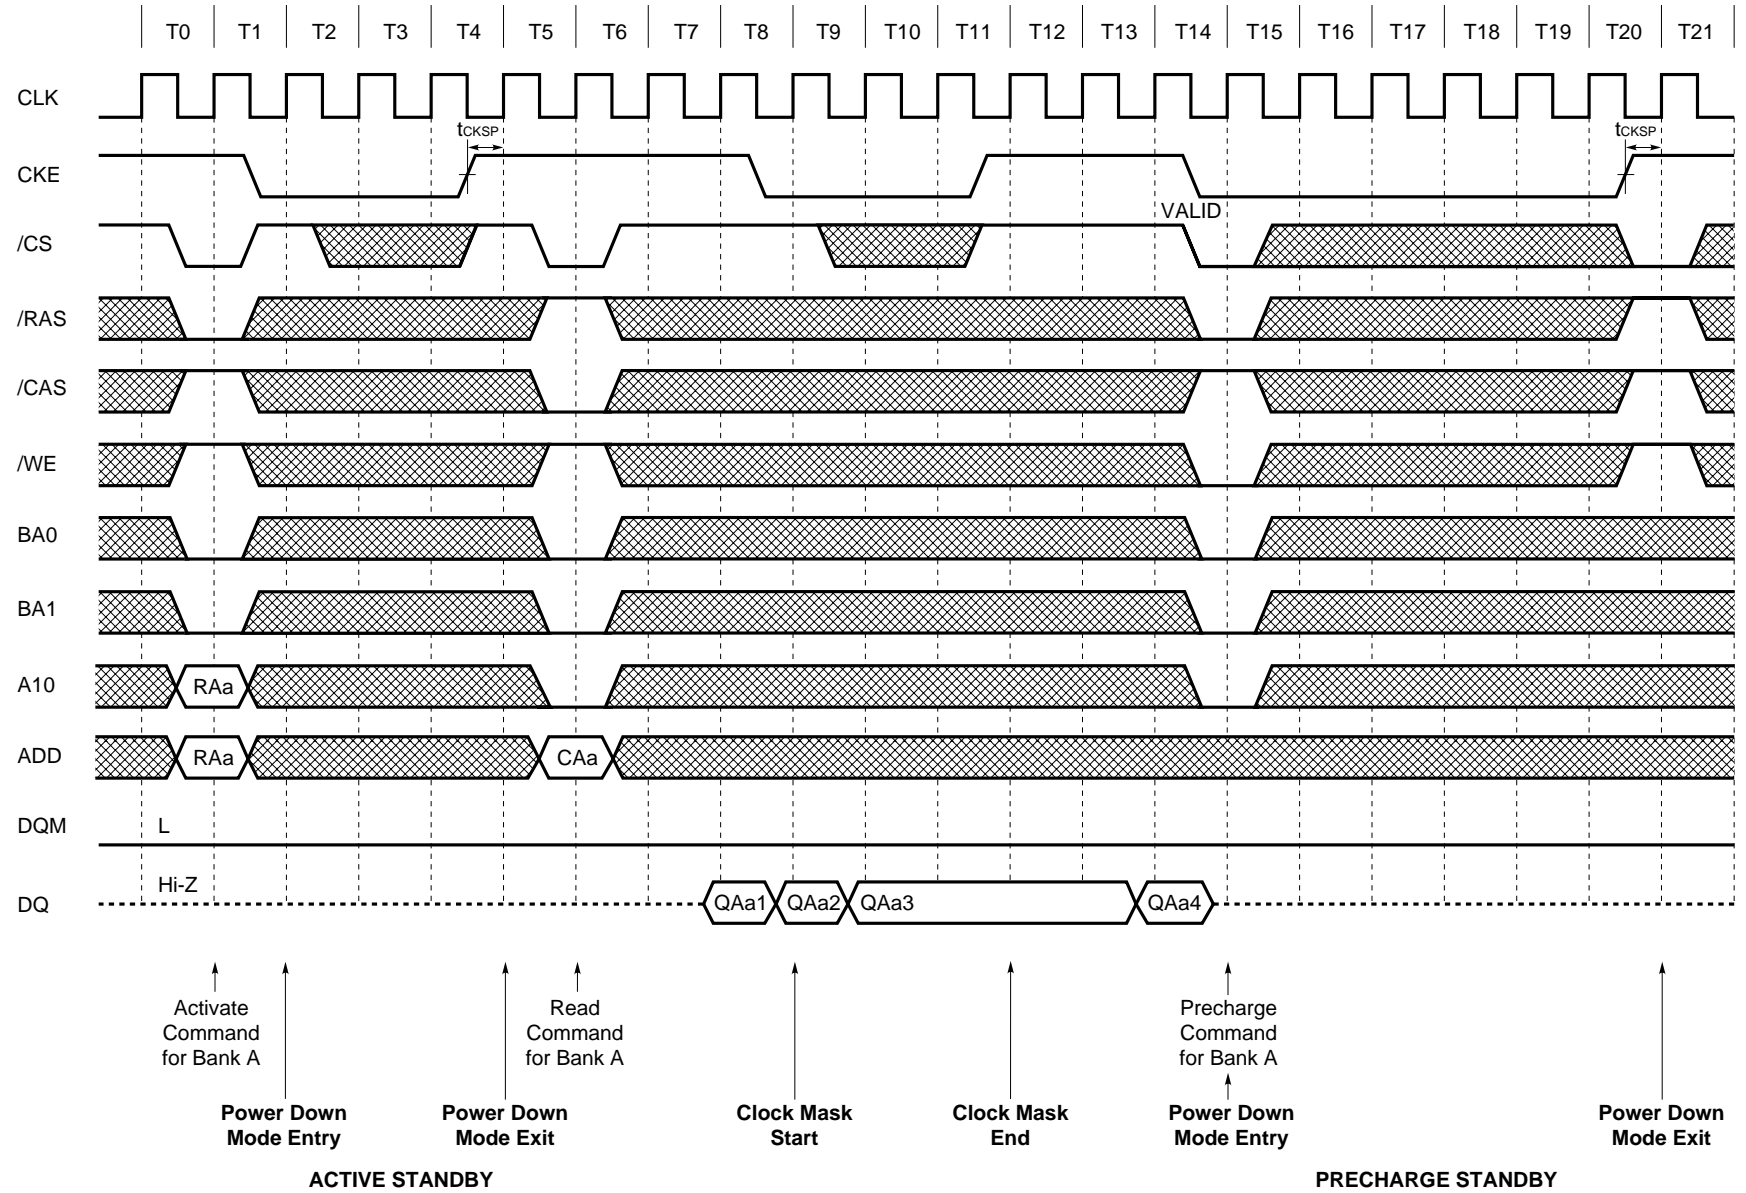 T0 T1 T2 T3 T4 T5 T6 T7 T8 T9 T10 T11 T12 T13 T14 T15 T16 T17 T18 T19 T20 T21
CLK
tCKSP tCKSP
CKE
VALID
/CS
/RAS
/CAS
/WE
BA0
BA1
A10 RAa
ADD RAa CAa
DQM L
Hi-Z
DQ QAa1 QAa2 QAa3 QAa4
Activate
Command
for Bank A
Read
Command
for Bank A
Precharge
Command
for Bank A
Power Down
Mode Entry
Power Down
Mode Exit
Clock Mask
Start
Clock Mask
End
Power Down
Mode Entry
Power Down
Mode Exit
ACTIVE STANDBY
PRECHARGE STANDBY